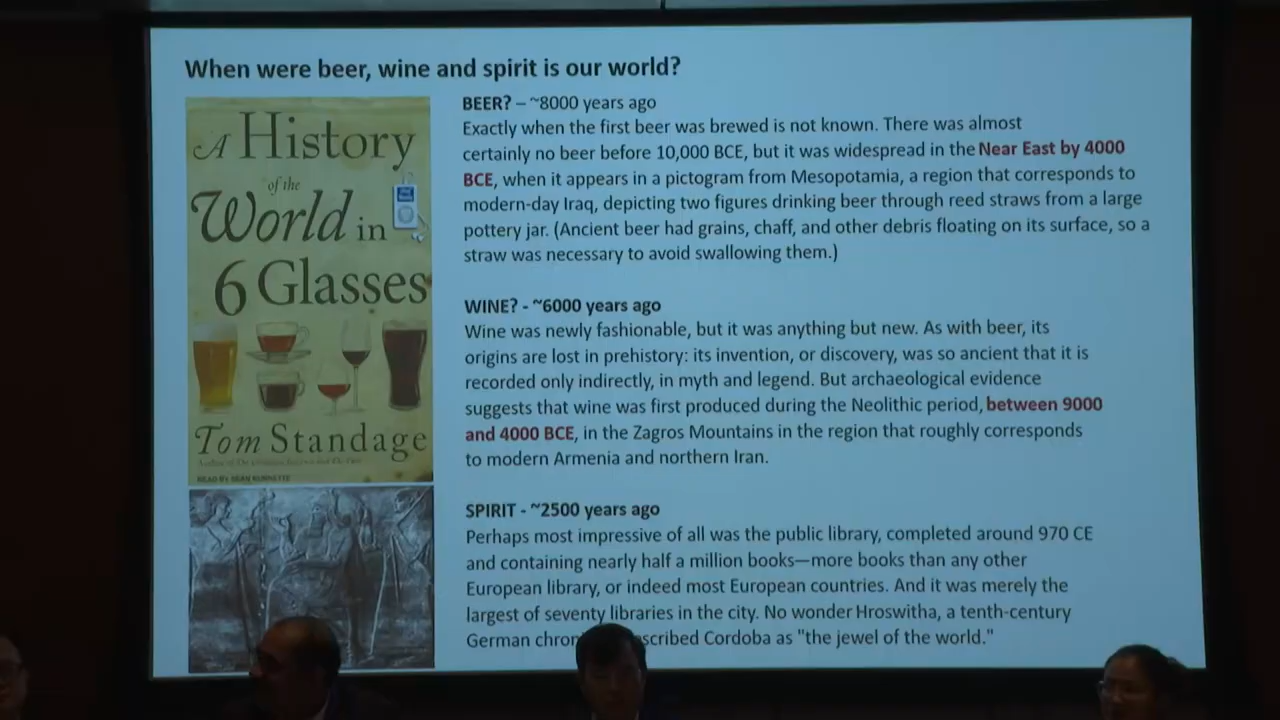 When were beer, wine and spirit is our world?
A History
of the
World in
6 Glasses
Tom Standage
READ BY SEAN RUNNETTE
BEER? – ~8000 years ago
Exactly when the first beer was brewed is not known. There was almost
certainly no beer before 10,000 BCE, but it was widespread in the Near East by 4000
BCE, when it appears in a pictogram from Mesopotamia, a region that corresponds to
modern-day Iraq, depicting two figures drinking beer through reed straws from a large
pottery jar. (Ancient beer had grains, chaff, and other debris floating on its surface, so a
straw was necessary to avoid swallowing them.)
WINE? - ~6000 years ago
Wine was newly fashionable, but it was anything but new. As with beer, its
origins are lost in prehistory: its invention, or discovery, was so ancient that it is
recorded only indirectly, in myth and legend. But archaeological evidence
suggests that wine was first produced during the Neolithic period, between 9000
and 4000 BCE, in the Zagros Mountains in the region that roughly corresponds
to modern Armenia and northern Iran.
SPIRIT - ~2500 years ago
Perhaps most impressive of all was the public library, completed around 970 CE
and containing nearly half a million books—more books than any other
European library, or indeed most European countries. And it was merely the
largest of seventy libraries in the city. No wonder Hroswitha, a tenth-century
German chron scribed Cordoba as "the jewel of the world."